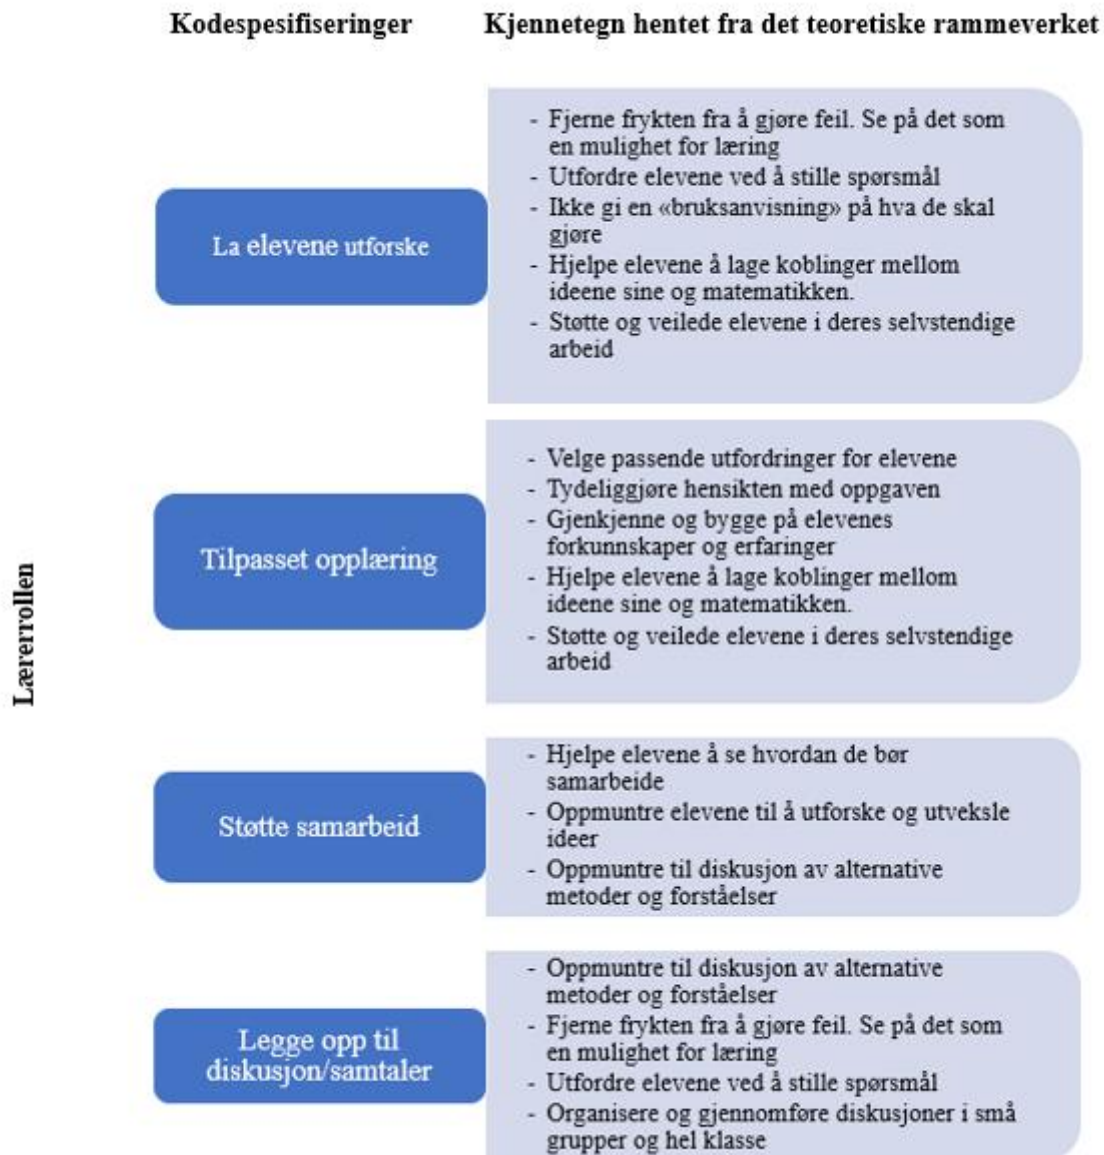 Kodespesifiseringer
Kjennetegn hentet fra det teoretiske rammeverket
Lærerrollen
La elevene utforske
- Fjerne frykten fra å gjøre feil. Se på det som
en mulighet for læring
- Utfordre elevene ved å stille spørsmål
- Ikke gi en «bruksanvisning» på hva de skal
gjøre
- Hjelpe elevene å lage koblinger mellom
ideene sine og matematikken.
- Støtte og veilede elevene i deres selvstendige
arbeid
Tilpasset opplæring
- Velge passende utfordringer for elevene
- Tydeliggjøre hensikten med oppgaven
- Gjenkjenne og bygge på elevenes
forkunnskaper og erfaringer
- Hjelpe elevene å lage koblinger mellom
ideene sine og matematikken.
- Støtte og veilede elevene i deres selvstendige
arbeid
Støtte samarbeid
- Hjelpe elevene å se hvordan de bør
samarbeide
- Oppmuntre elevene til å utforske og utveksle
ideer
- Oppmuntre til diskusjon av alternative
metoder og forståelser
Legge opp til
diskusjon/samtaler
- Oppmuntre til diskusjon av alternative
metoder og forståelser
- Fjerne frykten fra å gjøre feil. Se på det som
en mulighet for læring
- Utfordre elevene ved å stille spørsmål
- Organisere og gjennomføre diskusjoner i små
grupper og hel klasse